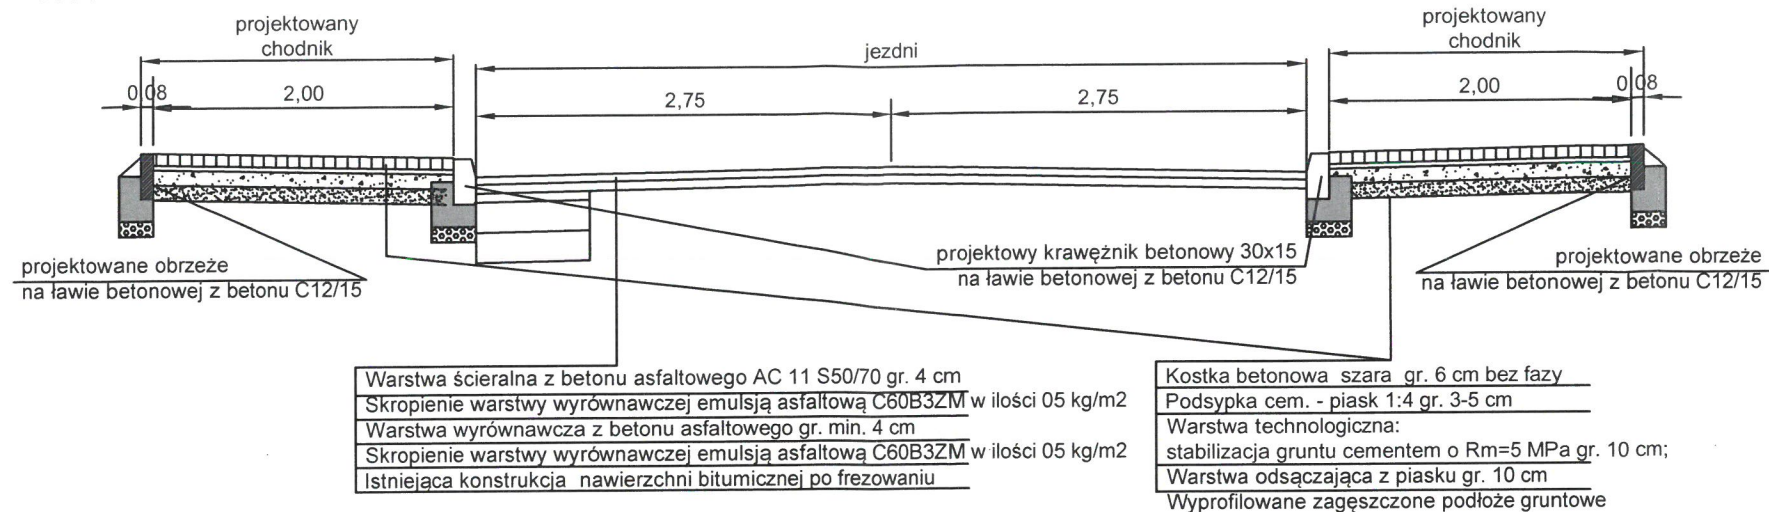 projektowany
chodnik
jezdni
projektowany
chodnik
0,08
2,00
2,75
2,75
2,00
0,08
projektowane obrzeże
na ławie betonowej z betonu C12/15
projektowy krawężnik betonowy 30x15
na ławie betonowej z betonu C12/15
projektowane obrzeże
na ławie betonowej z betonu C12/15
Warstwa ścieralna z betonu asfaltowego AC 11 S50/70 gr. 4 cm
Skropienie warstwy wyrównawczej emulsją asfaltową C60B3ZM w ilości 05 kg/m2
Warstwa wyrównawcza z betonu asfaltowego gr. min. 4 cm
Skropienie warstwy wyrównawczej emulsją asfaltową C60B3ZM w ilości 05 kg/m2
Istniejąca konstrukcja nawierzchni bitumicznej po frezowaniu
Kostka betonowa szara gr. 6 cm bez fazy
Podsypka cem. - piask 1:4 gr. 3-5 cm
Warstwa technologiczna:
stabilizacja gruntu cementem o Rm=5 MPa gr. 10 cm;
Warstwa odsączająca z piasku gr. 10 cm
Wyprofilowane zagęszczone podłoże gruntowe